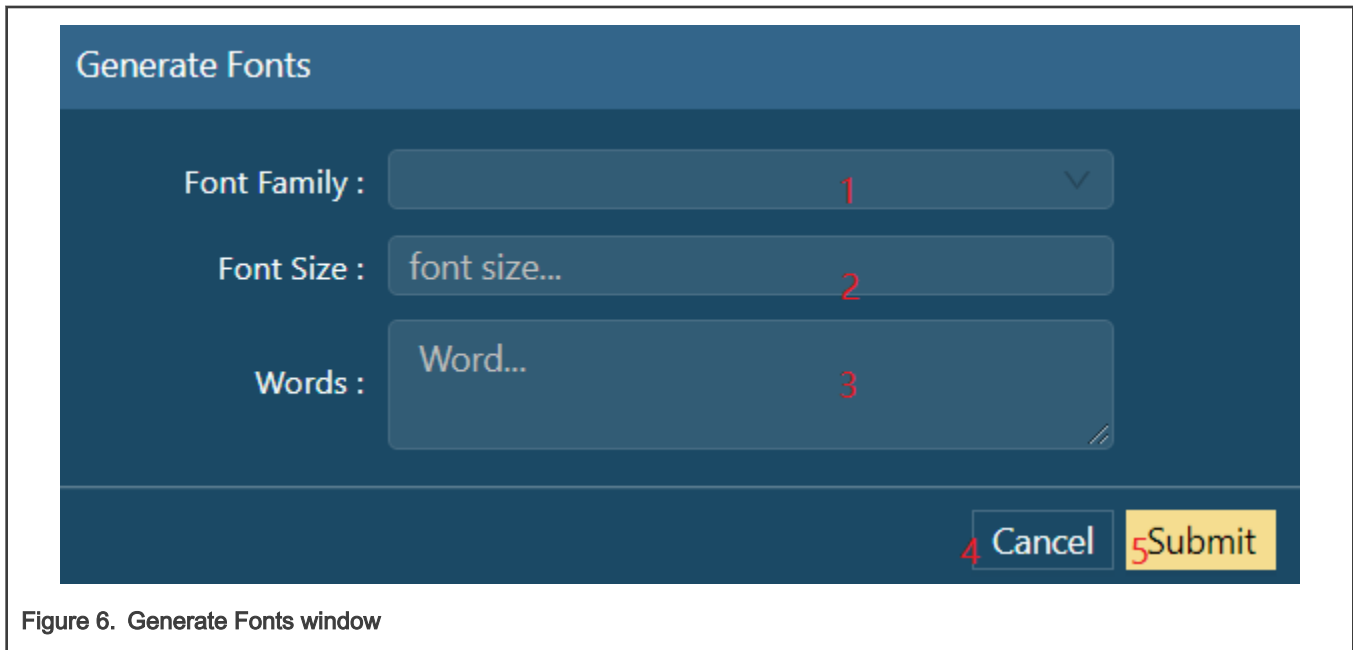 Generate Fonts
Font Family : 1
Font Size : font size... 2
Words : Word... 3
4 Cancel 5 Submit
Figure 6. Generate Fonts window